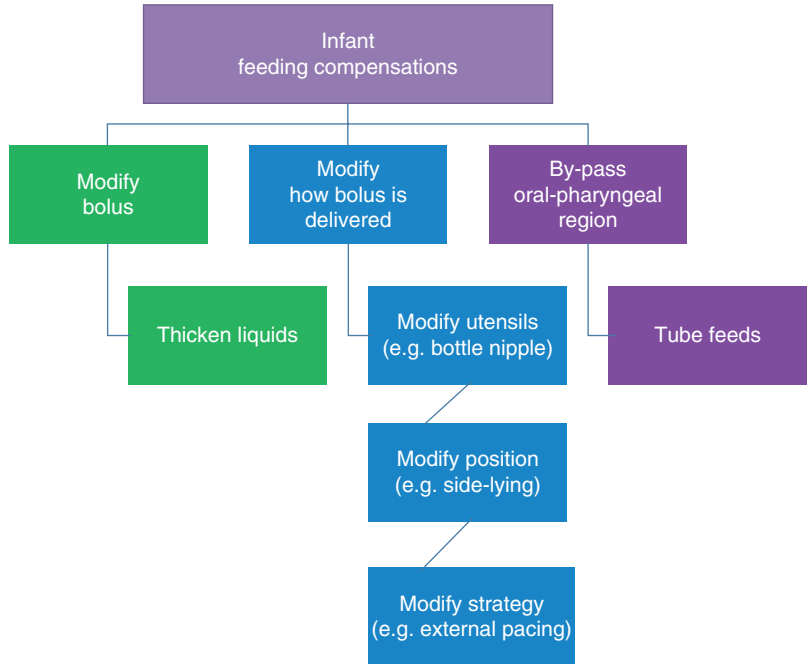 Infant
feeding compensations
Modify
bolus
Modify
how bolus is
delivered
By-pass
oral-pharyngeal
region
Thicken liquids
Modify utensils
(e.g. bottle nipple)
Tube feeds
Modify position
(e.g. side-lying)
Modify strategy
(e.g. external pacing)